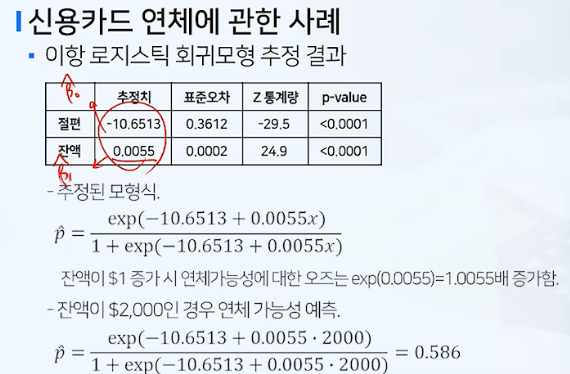 신용카드 연체에 관한 사례
▪ 이항 로지스틱 회귀모형 추정 결과
β̂₀
추정치 표준오차 Z 통계량 p-value
절편 -10.6513 0.3612 -29.5 <0.0001
잔액 0.0055 0.0002 24.9 <0.0001
β̂₁
- 추정된 모형식.
p̂ = exp(−10.6513 + 0.0055x) / 1 + exp(−10.6513 + 0.0055x)
잔액이 $1 증가 시 연체가능성에 대한 오즈는 exp(0.0055)=1.0055배 증가함.
- 잔액이 $2,000인 경우 연체 가능성 예측.
p̂ = exp(−10.6513 + 0.0055 · 2000) / 1 + exp(−10.6513 + 0.0055 · 2000) = 0.586